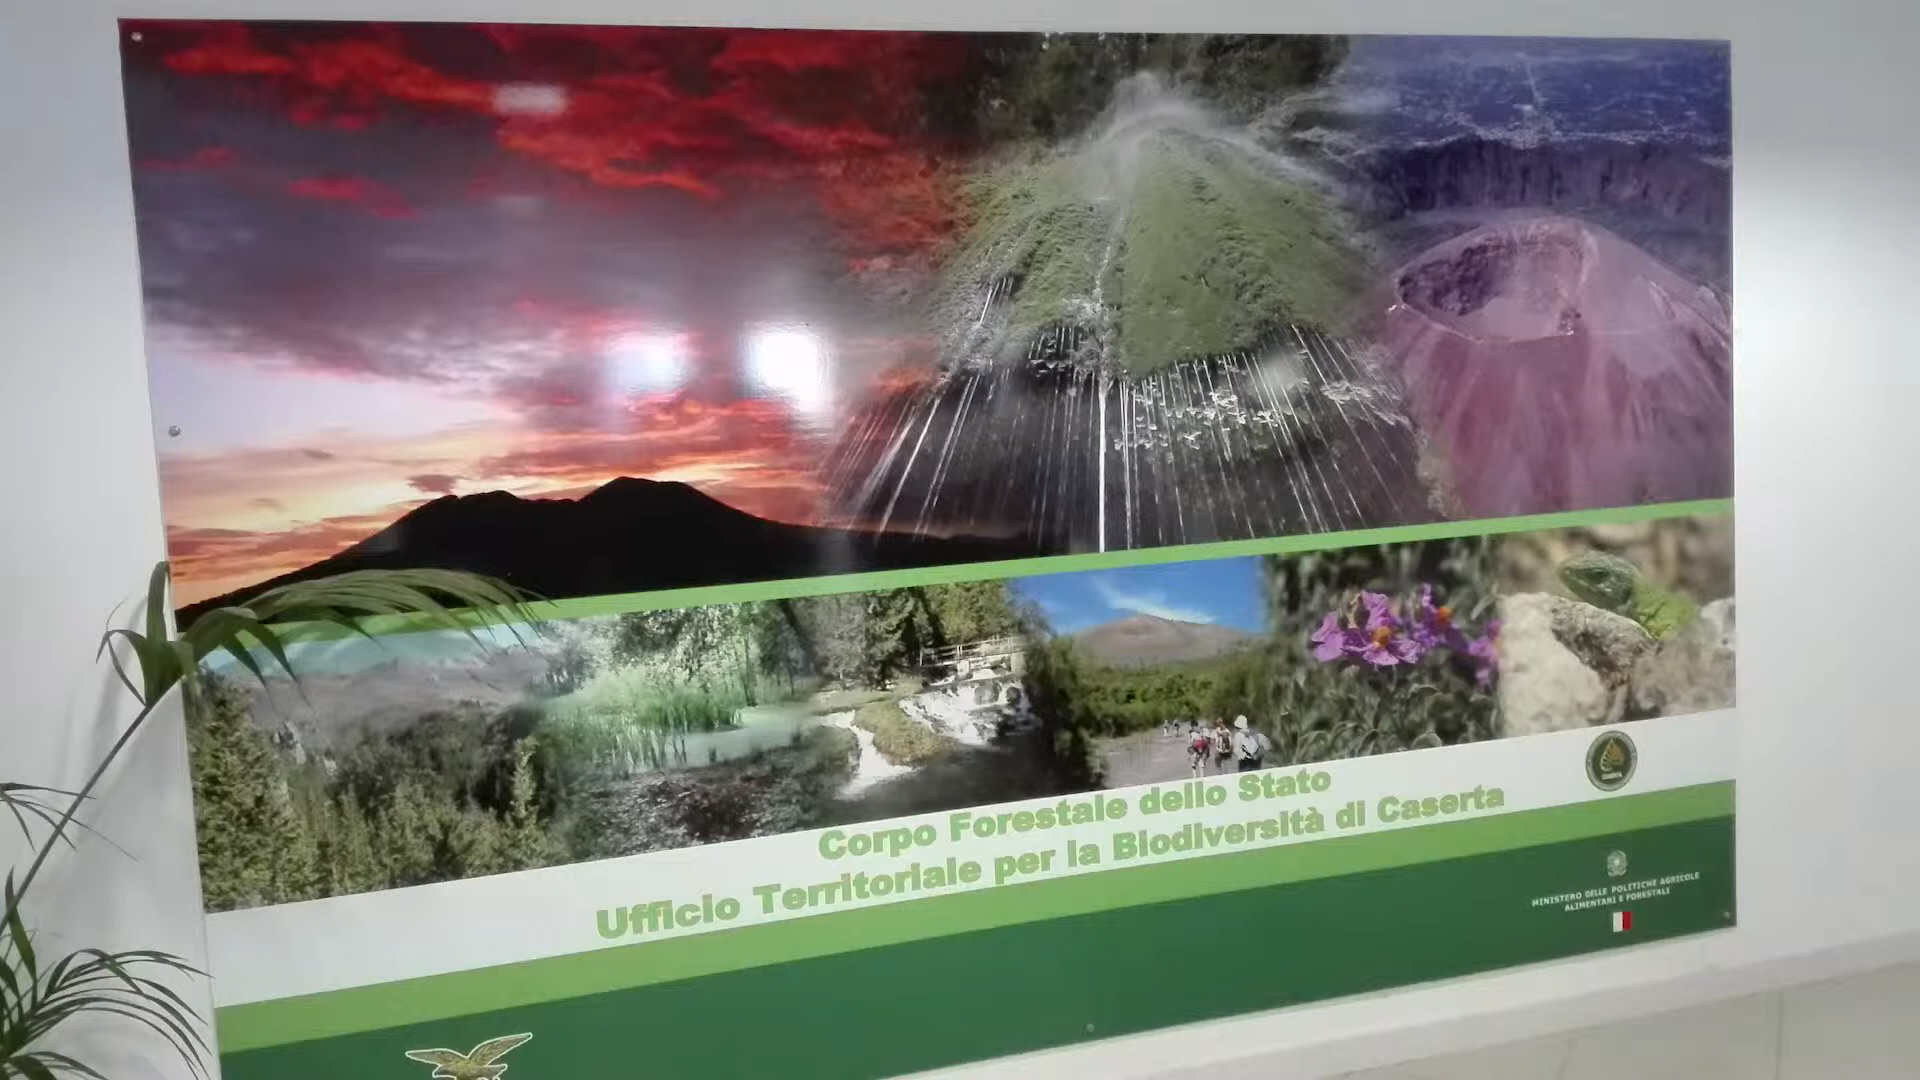 Corpo Forestale dello Stato
Ufficio Territoriale per la Biodiversità di Caserta
MINISTERO DELLE POLITICHE AGRICOLE
ALIMENTARI E FORESTALI